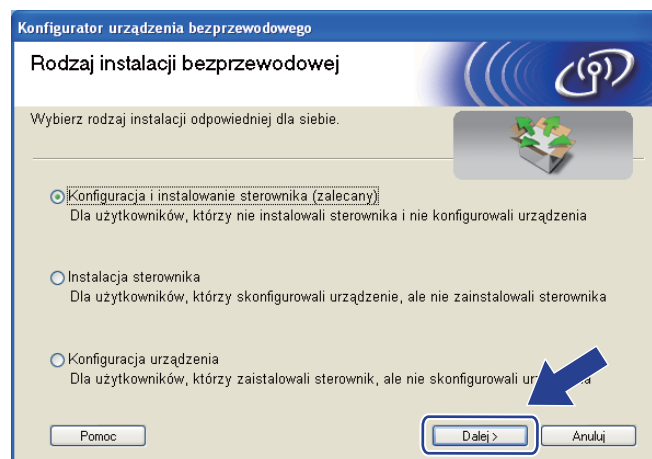 Konfigurator urządzenia bezprzewodowego
Rodzaj instalacji bezprzewodowej
Wybierz rodzaj instalacji odpowiedniej dla siebie.
Konfiguracja i instalowanie sterownika (zalecany)
Dla użytkowników, którzy nie instalowali sterownika i nie konfigurowali urządzenia
Instalacja sterownika
Dla użytkowników, którzy skonfigurowali urządzenie, ale nie zainstalowali sterownika
Konfiguracja urządzenia
Dla użytkowników, którzy zaistalowali sterownik, ale nie skonfigurowali
Pomoc Dalej > Anuluj